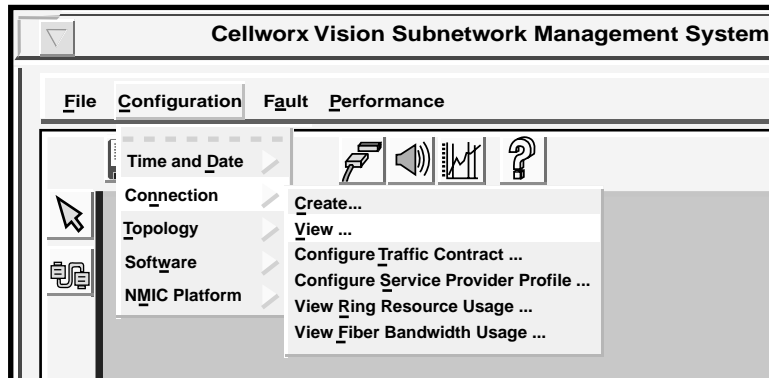 Cellworx Vision Subnetwork Management System
File Configuration Fault Performance
Time and Date
Connection
Topology
Software
NMIC Platform
Create...
View ...
Configure Traffic Contract ...
Configure Service Provider Profile ...
View Ring Resource Usage ...
View Fiber Bandwidth Usage ...